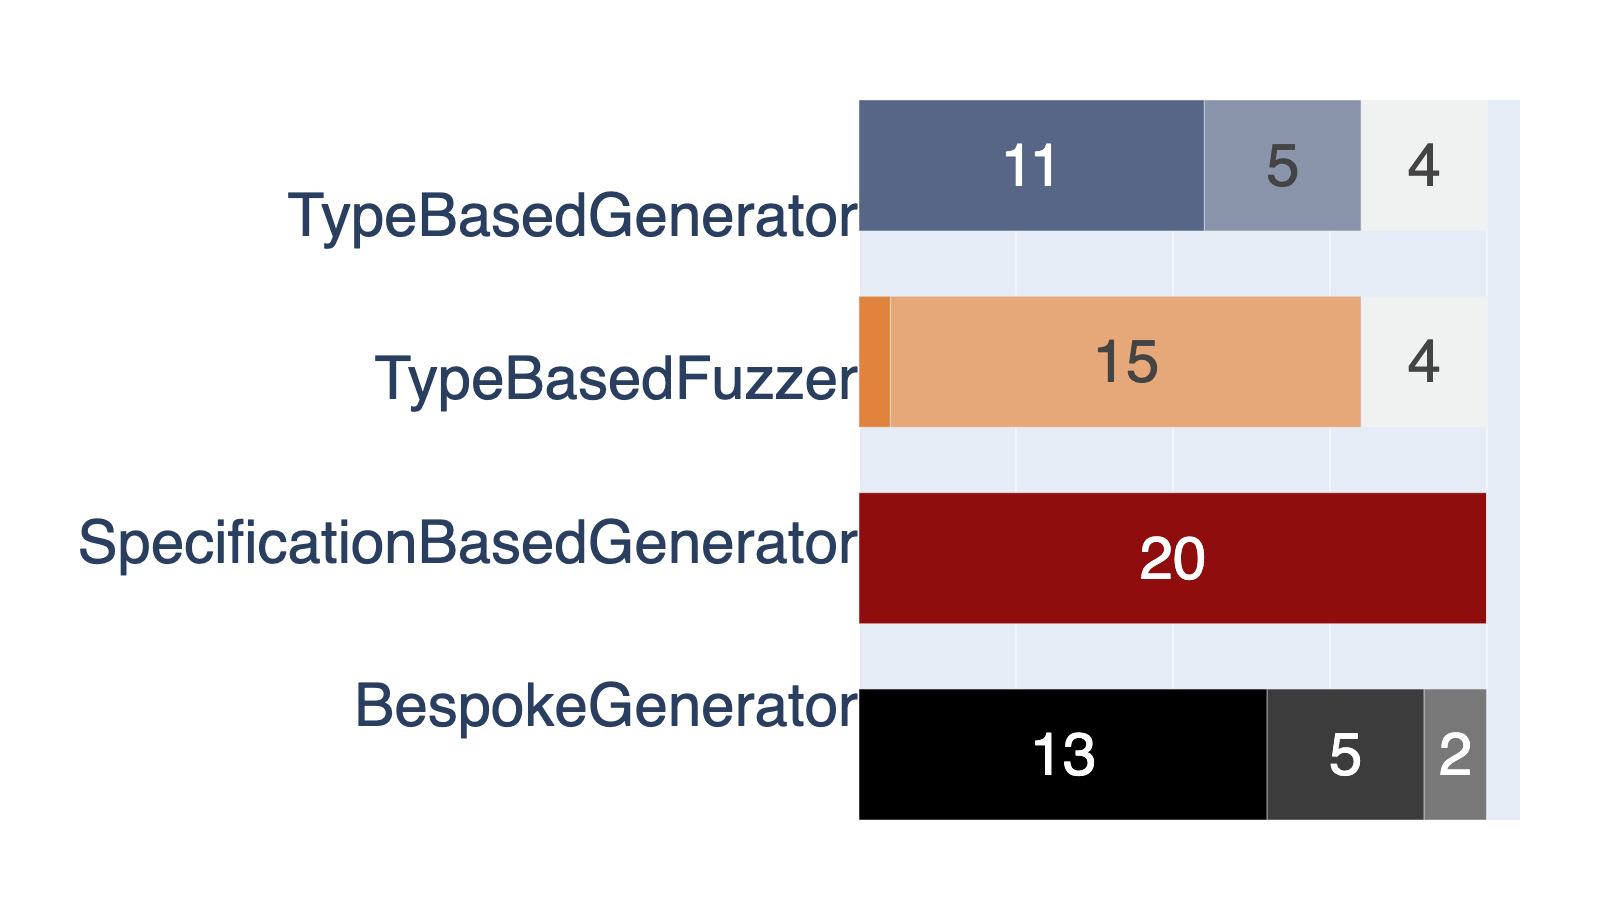 TypeBasedGenerator 11 5 4
TypeBasedFuzzer 15 4
SpecificationBasedGenerator 20
BespokeGenerator 13 5 2